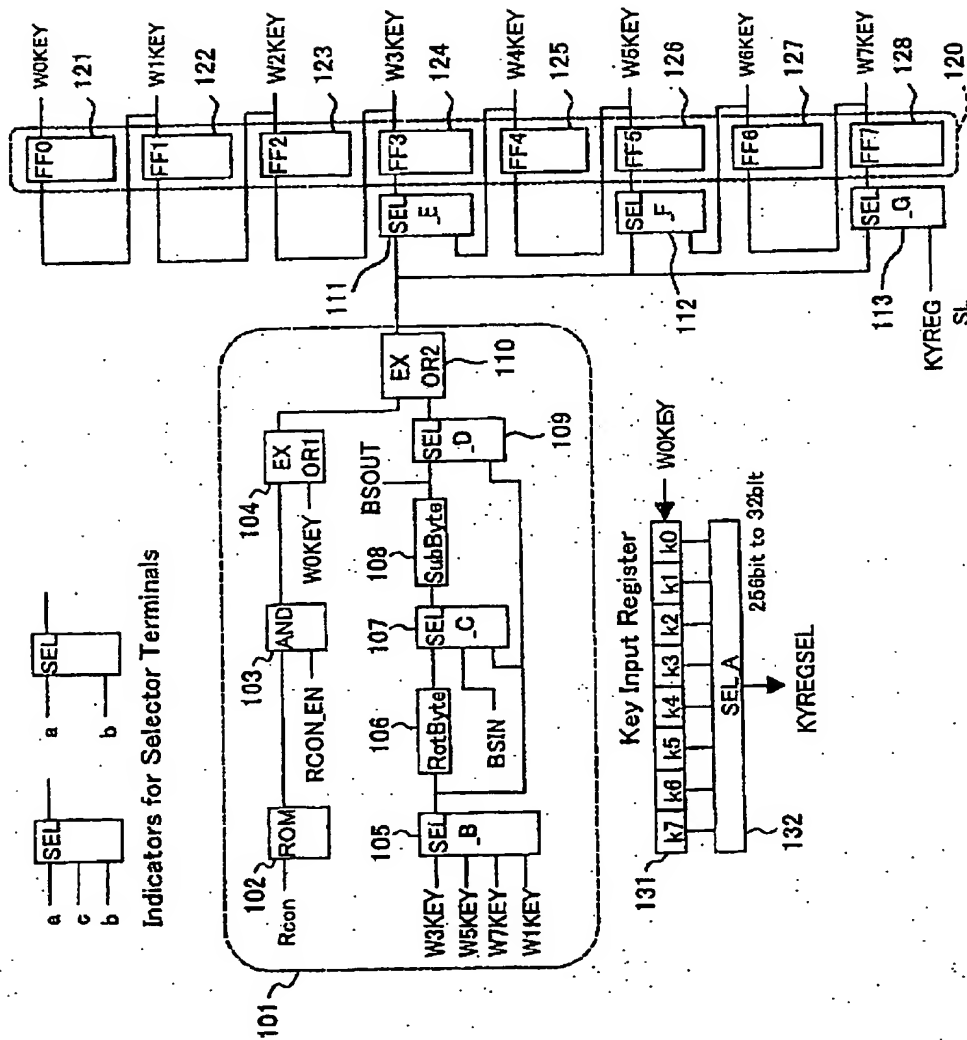 Indicators for Selector Terminals
a
c
b
SEL
a
b
SEL
101
Rcon
102
ROM
RCON_EN
103
AND
W0KEY
104
EX
OR1
W3KEY
W5KEY
W7KEY
W1KEY
105
SEL
_B
106
RotByte
BSIN
107
SEL
_C
108
SubByte
BSOUT
SEL
_D
109
EX
OR2
110
111
SEL
_E
112
SEL
_F
113
SEL
_G
KYREG
FF0
W0KEY
121
FF1
W1KEY
122
FF2
W2KEY
123
FF3
W3KEY
124
FF4
W4KEY
125
FF5
W5KEY
126
FF6
W6KEY
127
FF7
W7KEY
128
120
Key Input Register
131
k7 k6 k5 k4 k3 k2 k1 k0
W0KEY
SEL A
132
256bit to 32bit
KYREGSEL